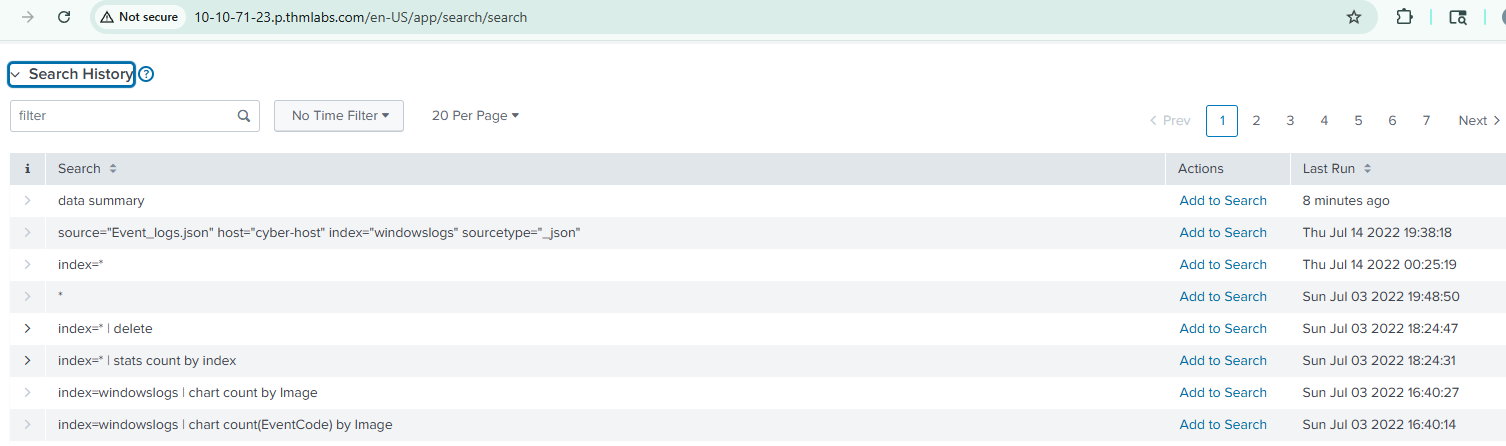 Not secure 10-10-71-23.p.thmlabs.com/en-US/app/search/search
Search History ?
filter No Time Filter 20 Per Page Prev 1 2 3 4 5 6 7 Next
i Search Actions Last Run
data summary Add to Search 8 minutes ago
source="Event_logs.json" host="cyber-host" index="windowslogs" sourcetype="_json" Add to Search Thu Jul 14 2022 19:38:18
index=* Add to Search Thu Jul 14 2022 00:25:19
* Add to Search Sun Jul 03 2022 19:48:50
index=* | delete Add to Search Sun Jul 03 2022 18:24:47
index=* | stats count by index Add to Search Sun Jul 03 2022 18:24:31
index=windowslogs | chart count by Image Add to Search Sun Jul 03 2022 16:40:27
index=windowslogs | chart count(EventCode) by Image Add to Search Sun Jul 03 2022 16:40:14